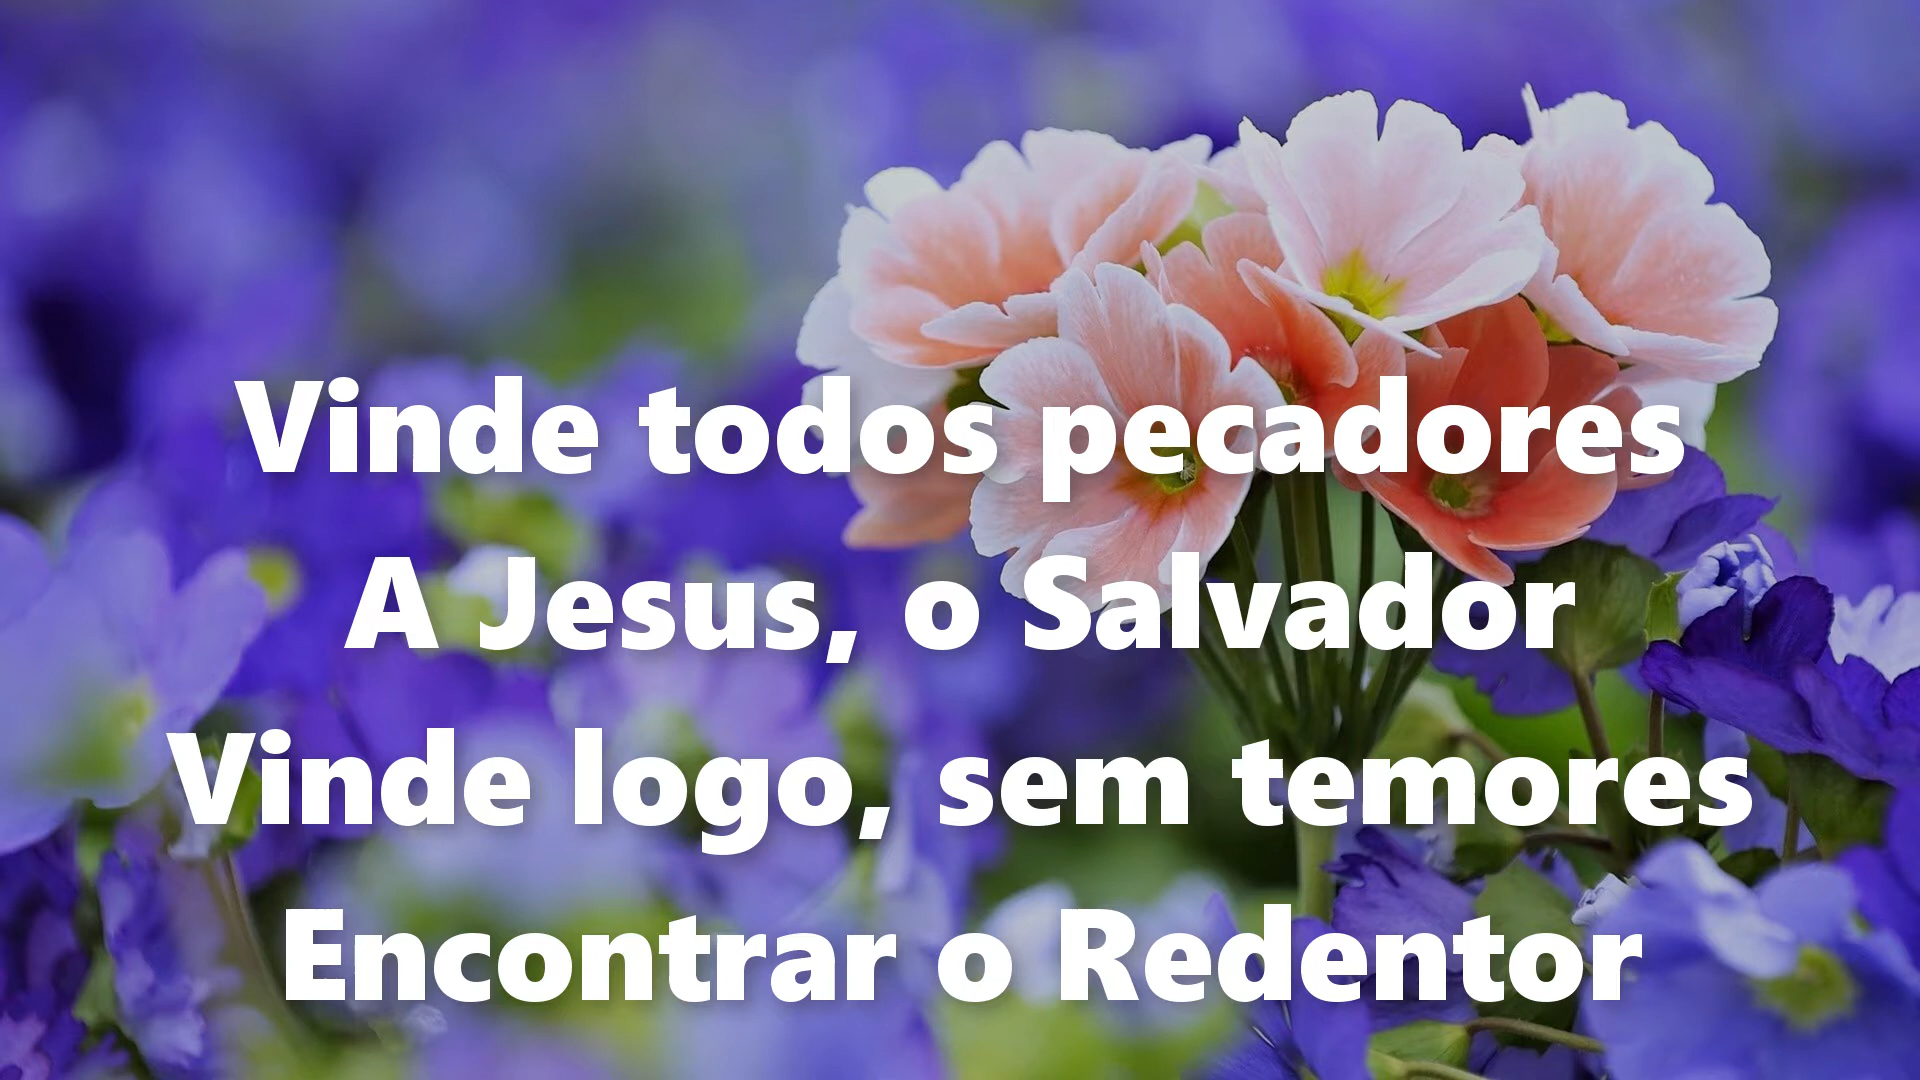 Vinde todos pecadores
A Jesus, o Salvador
Vinde logo, sem temores
Encontrar o Redentor